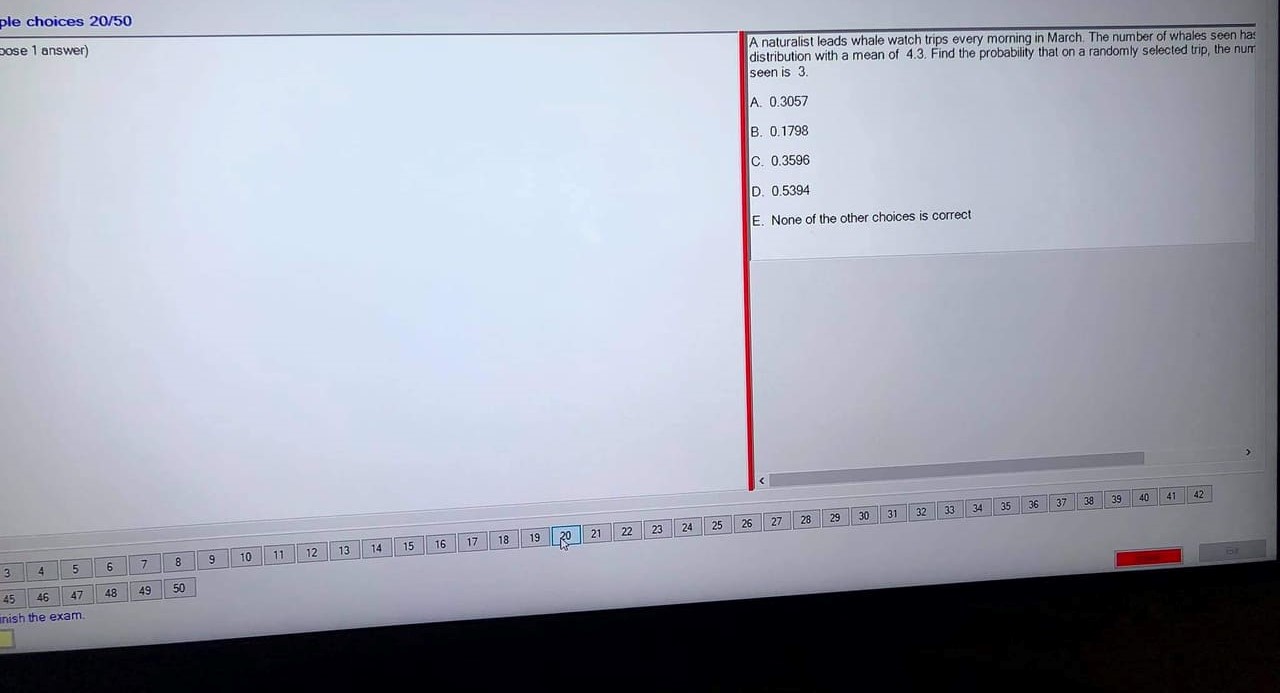 ple choices 20/50
oose 1 answer)
A naturalist leads whale watch trips every morning in March. The number of whales seen has
distribution with a mean of 4.3. Find the probability that on a randomly selected trip, the num
seen is 3.
A. 0.3057
B. 0.1798
C. 0.3596
D. 0.5394
E. None of the other choices is correct
3 4 5 6 7 8 9 10 11 12 13 14 15 16 17 18 19 20 21 22 23 24 25 26 27 28 29 30 31 32 33 34 35 36 37 38 39 40 41 42
45 46 47 48 49 50
inish the exam.
Exit